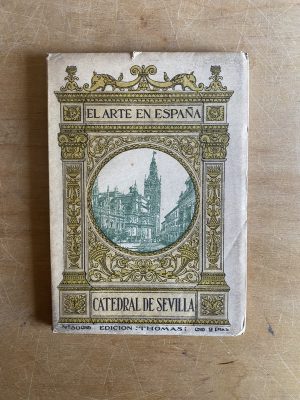 EL ARTE EN ESPAÑA
CATEDRAL DE SEVILLA
EDICION "THOMAS"